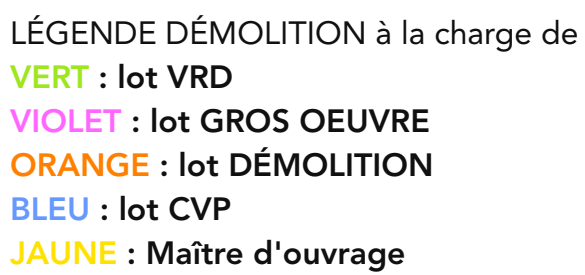 LÉGENDE DÉMOLITION à la charge de
VERT : lot VRD
VIOLET : lot GROS OEUVRE
ORANGE : lot DÉMOLITION
BLEU : lot CVP
JAUNE : Maître d'ouvrage